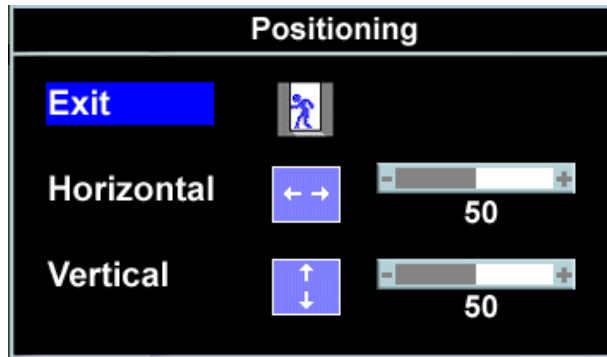 Positioning
Exit
Horizontal
- +
50
Vertical
- +
50